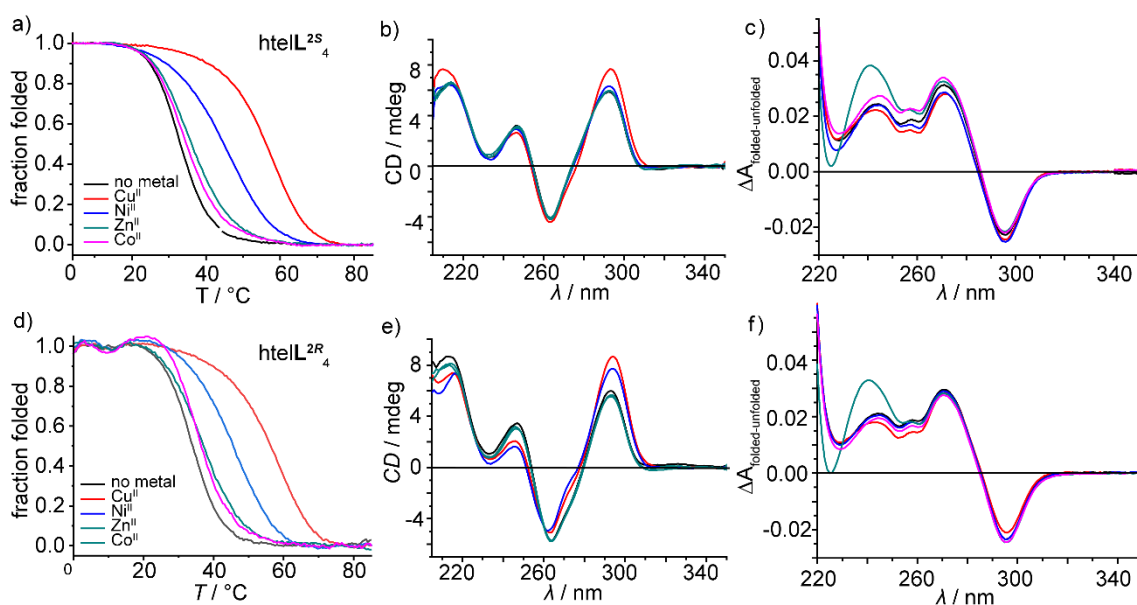 a)
htelL²ˢ₄
fraction folded
1.0
0.8
0.6
0.4
0.2
0.0
no metal
Cuᴵᴵ
Niᴵᴵ
Znᴵᴵ
Coᴵᴵ
0 20 40 60 80
T / °C
b)
CD / mdeg
8
4
0
-4
220 260 300 340
λ / nm
c)
ΔA folded-unfolded
0.04
0.02
0.00
-0.02
220 260 300 340
λ / nm
d)
htelL²ᴿ₄
fraction folded
1.0
0.8
0.6
0.4
0.2
0.0
no metal
Cuᴵᴵ
Niᴵᴵ
Znᴵᴵ
Coᴵᴵ
0 20 40 60 80
T / °C
e)
CD / mdeg
8
4
0
-4
220 260 300 340
λ / nm
f)
ΔA folded-unfolded
0.04
0.02
0.00
-0.02
220 260 300 340
λ / nm